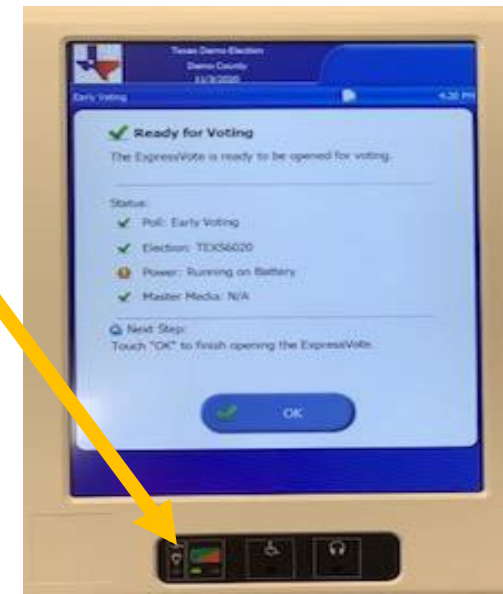 Texas Demo Election
Demo County
11/3/2020
Early Voting
4:20 PM
Ready for Voting
The ExpressVote is ready to be opened for voting.
Status:
Poll: Early Voting
Election: TEXS6020
Power: Running on Battery
Master Media: N/A
Next Step:
Touch "OK" to finish opening the ExpressVote.
OK